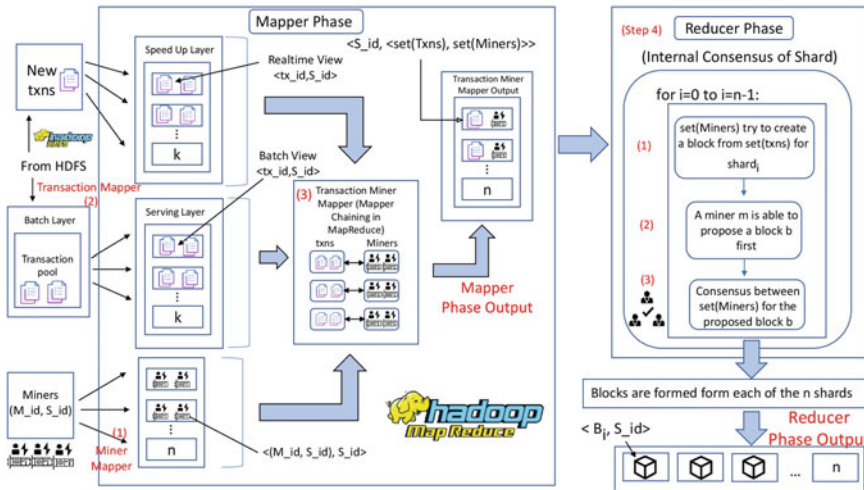 Mapper Phase
New
txns
hadoop
From HDFS
Transaction Mapper
(2)
Batch Layer
Transaction
pool
Miners
(M_id, S_id)
(1)
Miner
Mapper
Speed Up Layer
⋮
k
Serving Layer
⋮
k
⋮
n
Realtime View
<tx_id,S_id>
Batch View
<tx_id,S_id>
<(M_id, S_id), S_id>
<S_id, <set(Txns), set(Miners)>>
(3)
Transaction Miner
Mapper (Mapper
Chaining in
MapReduce)
txns Miners
Transaction Miner
Mapper Output
⋮
n
Mapper
Phase Output
hadoop
Map Reduce
(Step 4)
Reducer Phase
(Internal Consensus of Shard)
for i=0 to i=n-1:
(1)
set(Miners) try to create
a block from set(txns) for
shardi
(2)
A miner m is able to
propose a block b
first
(3)
Consensus between
set(Miners) for the
proposed block b
Blocks are formed form each of the n shards
Reducer
Phase Output
< Bi, S_id>
... n